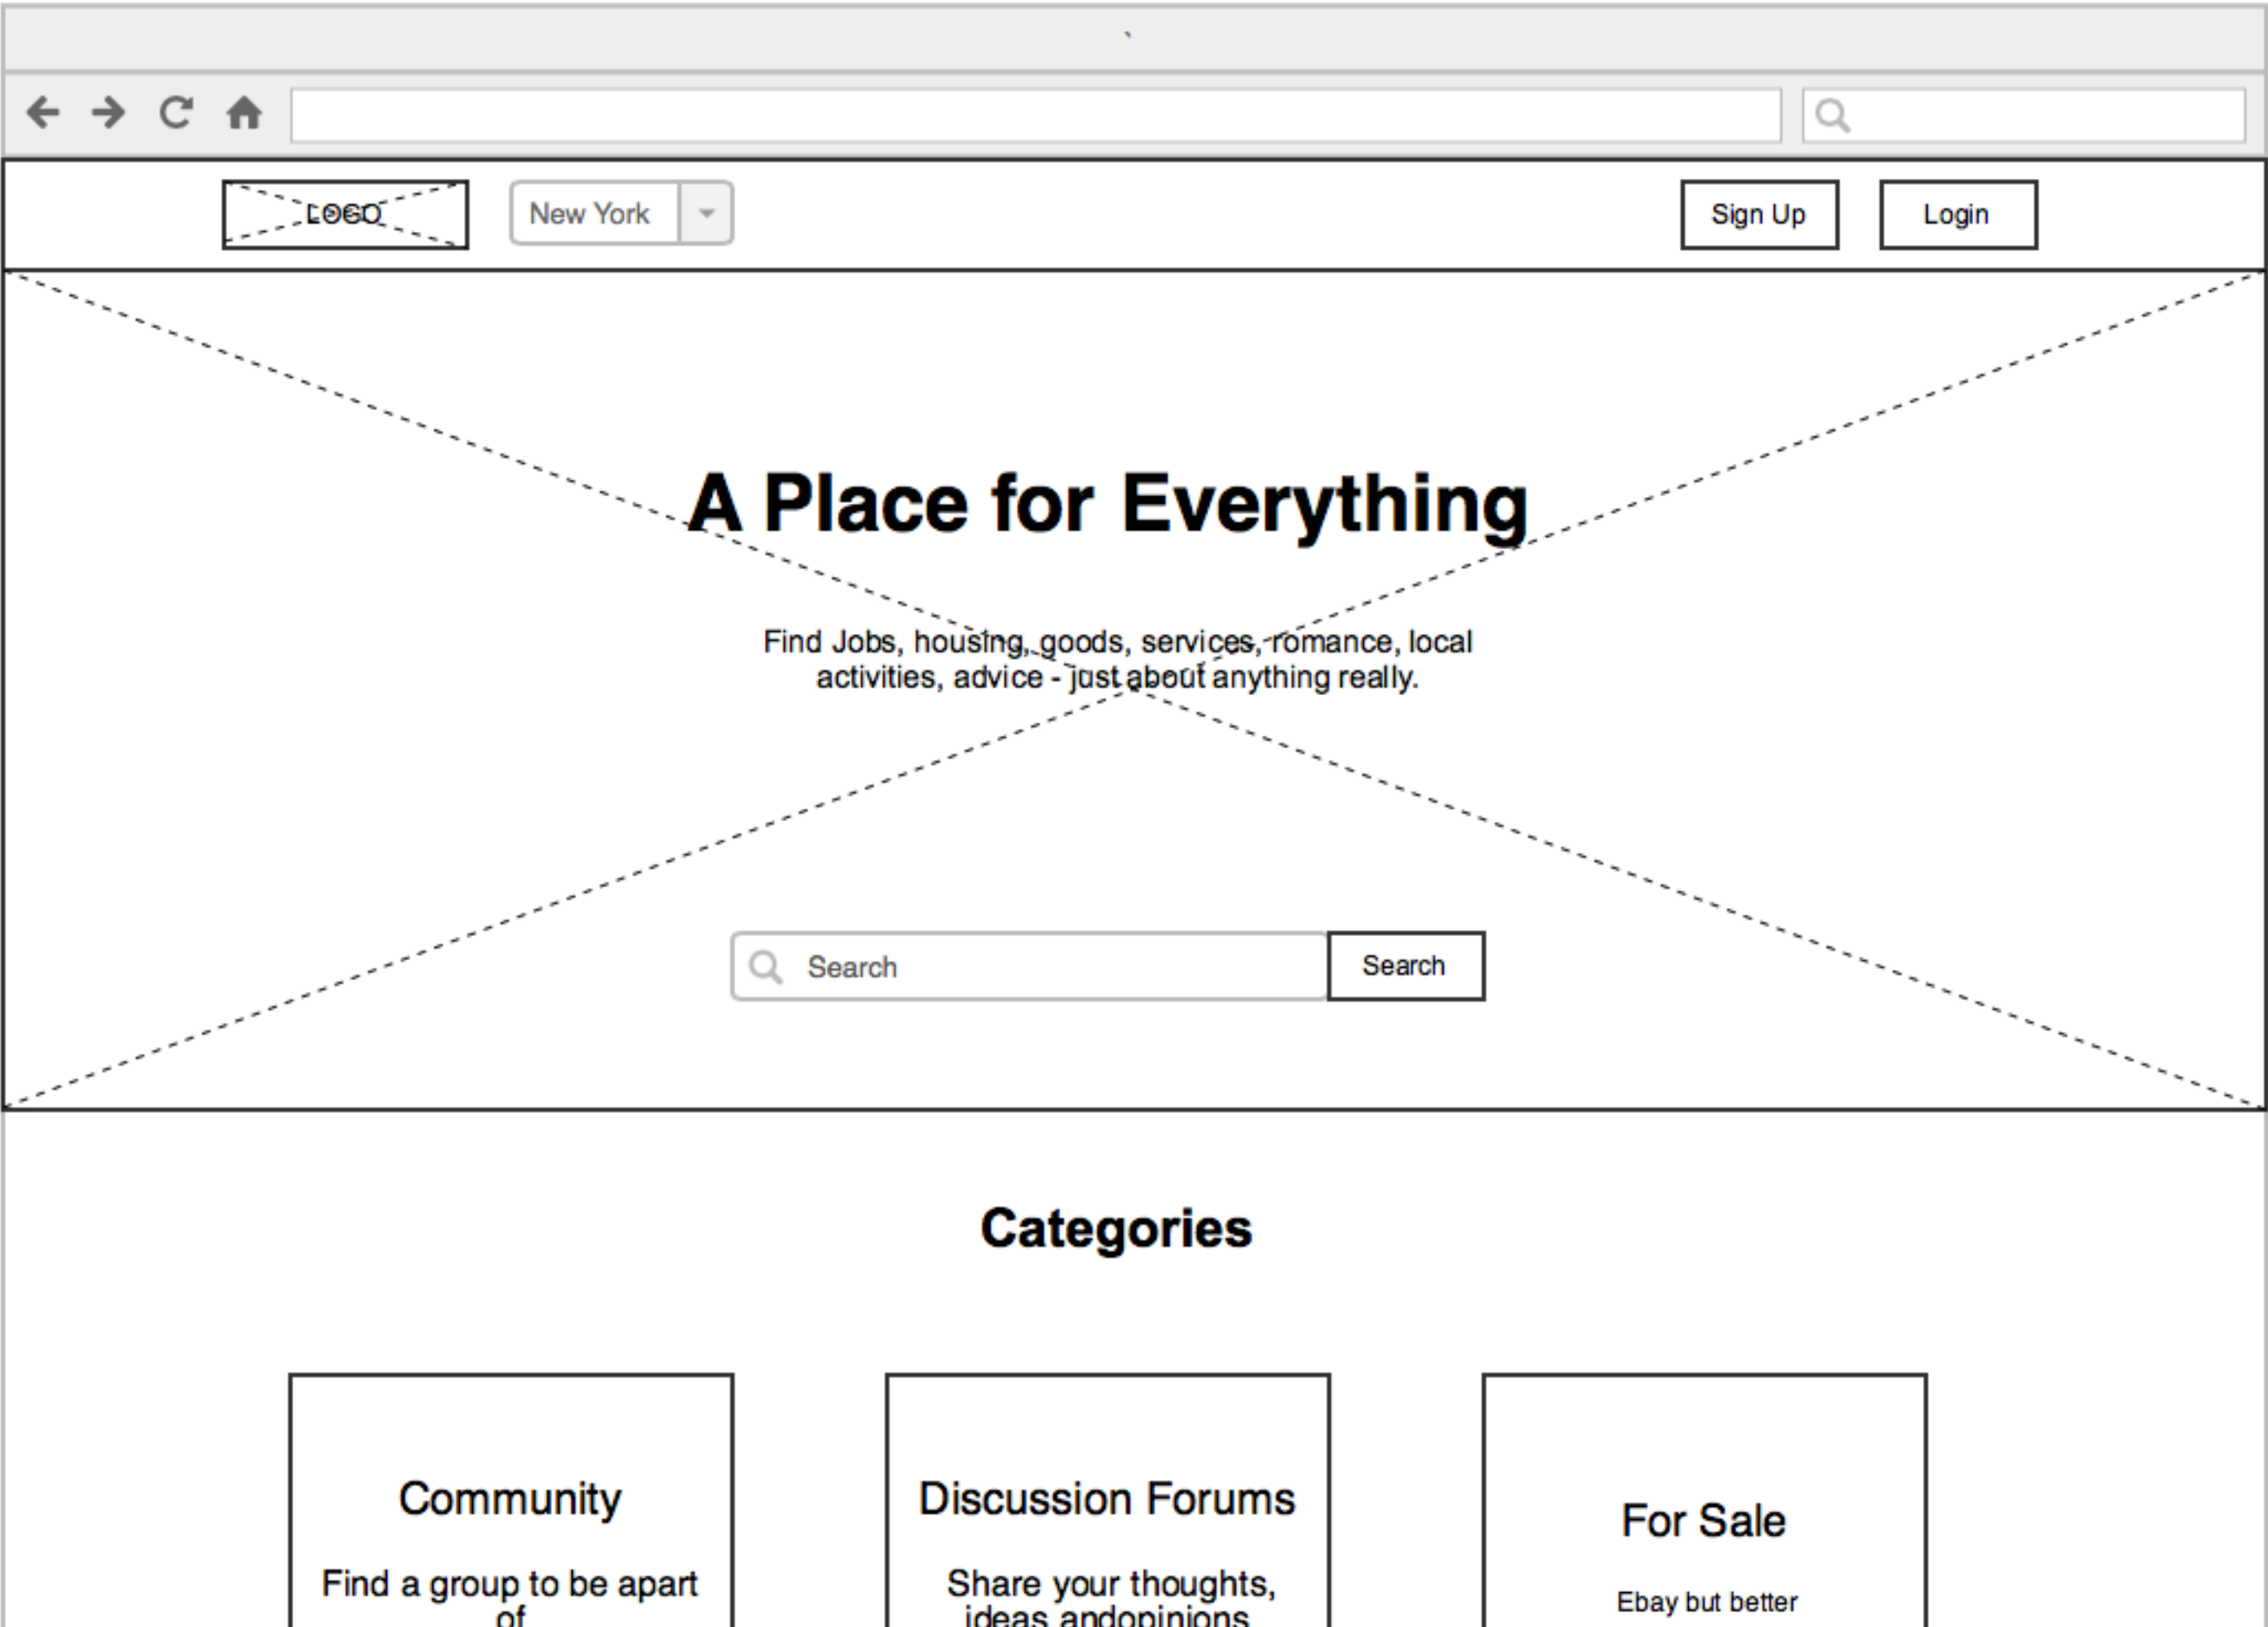 LOGO
New York
Sign Up
Login
A Place for Everything
Find Jobs, housing, goods, services, romance, local
activities, advice - just about anything really.
Search
Search
Categories
Community
Find a group to be apart
of
Discussion Forums
Share your thoughts,
ideas andopinions
For Sale
Ebay but better